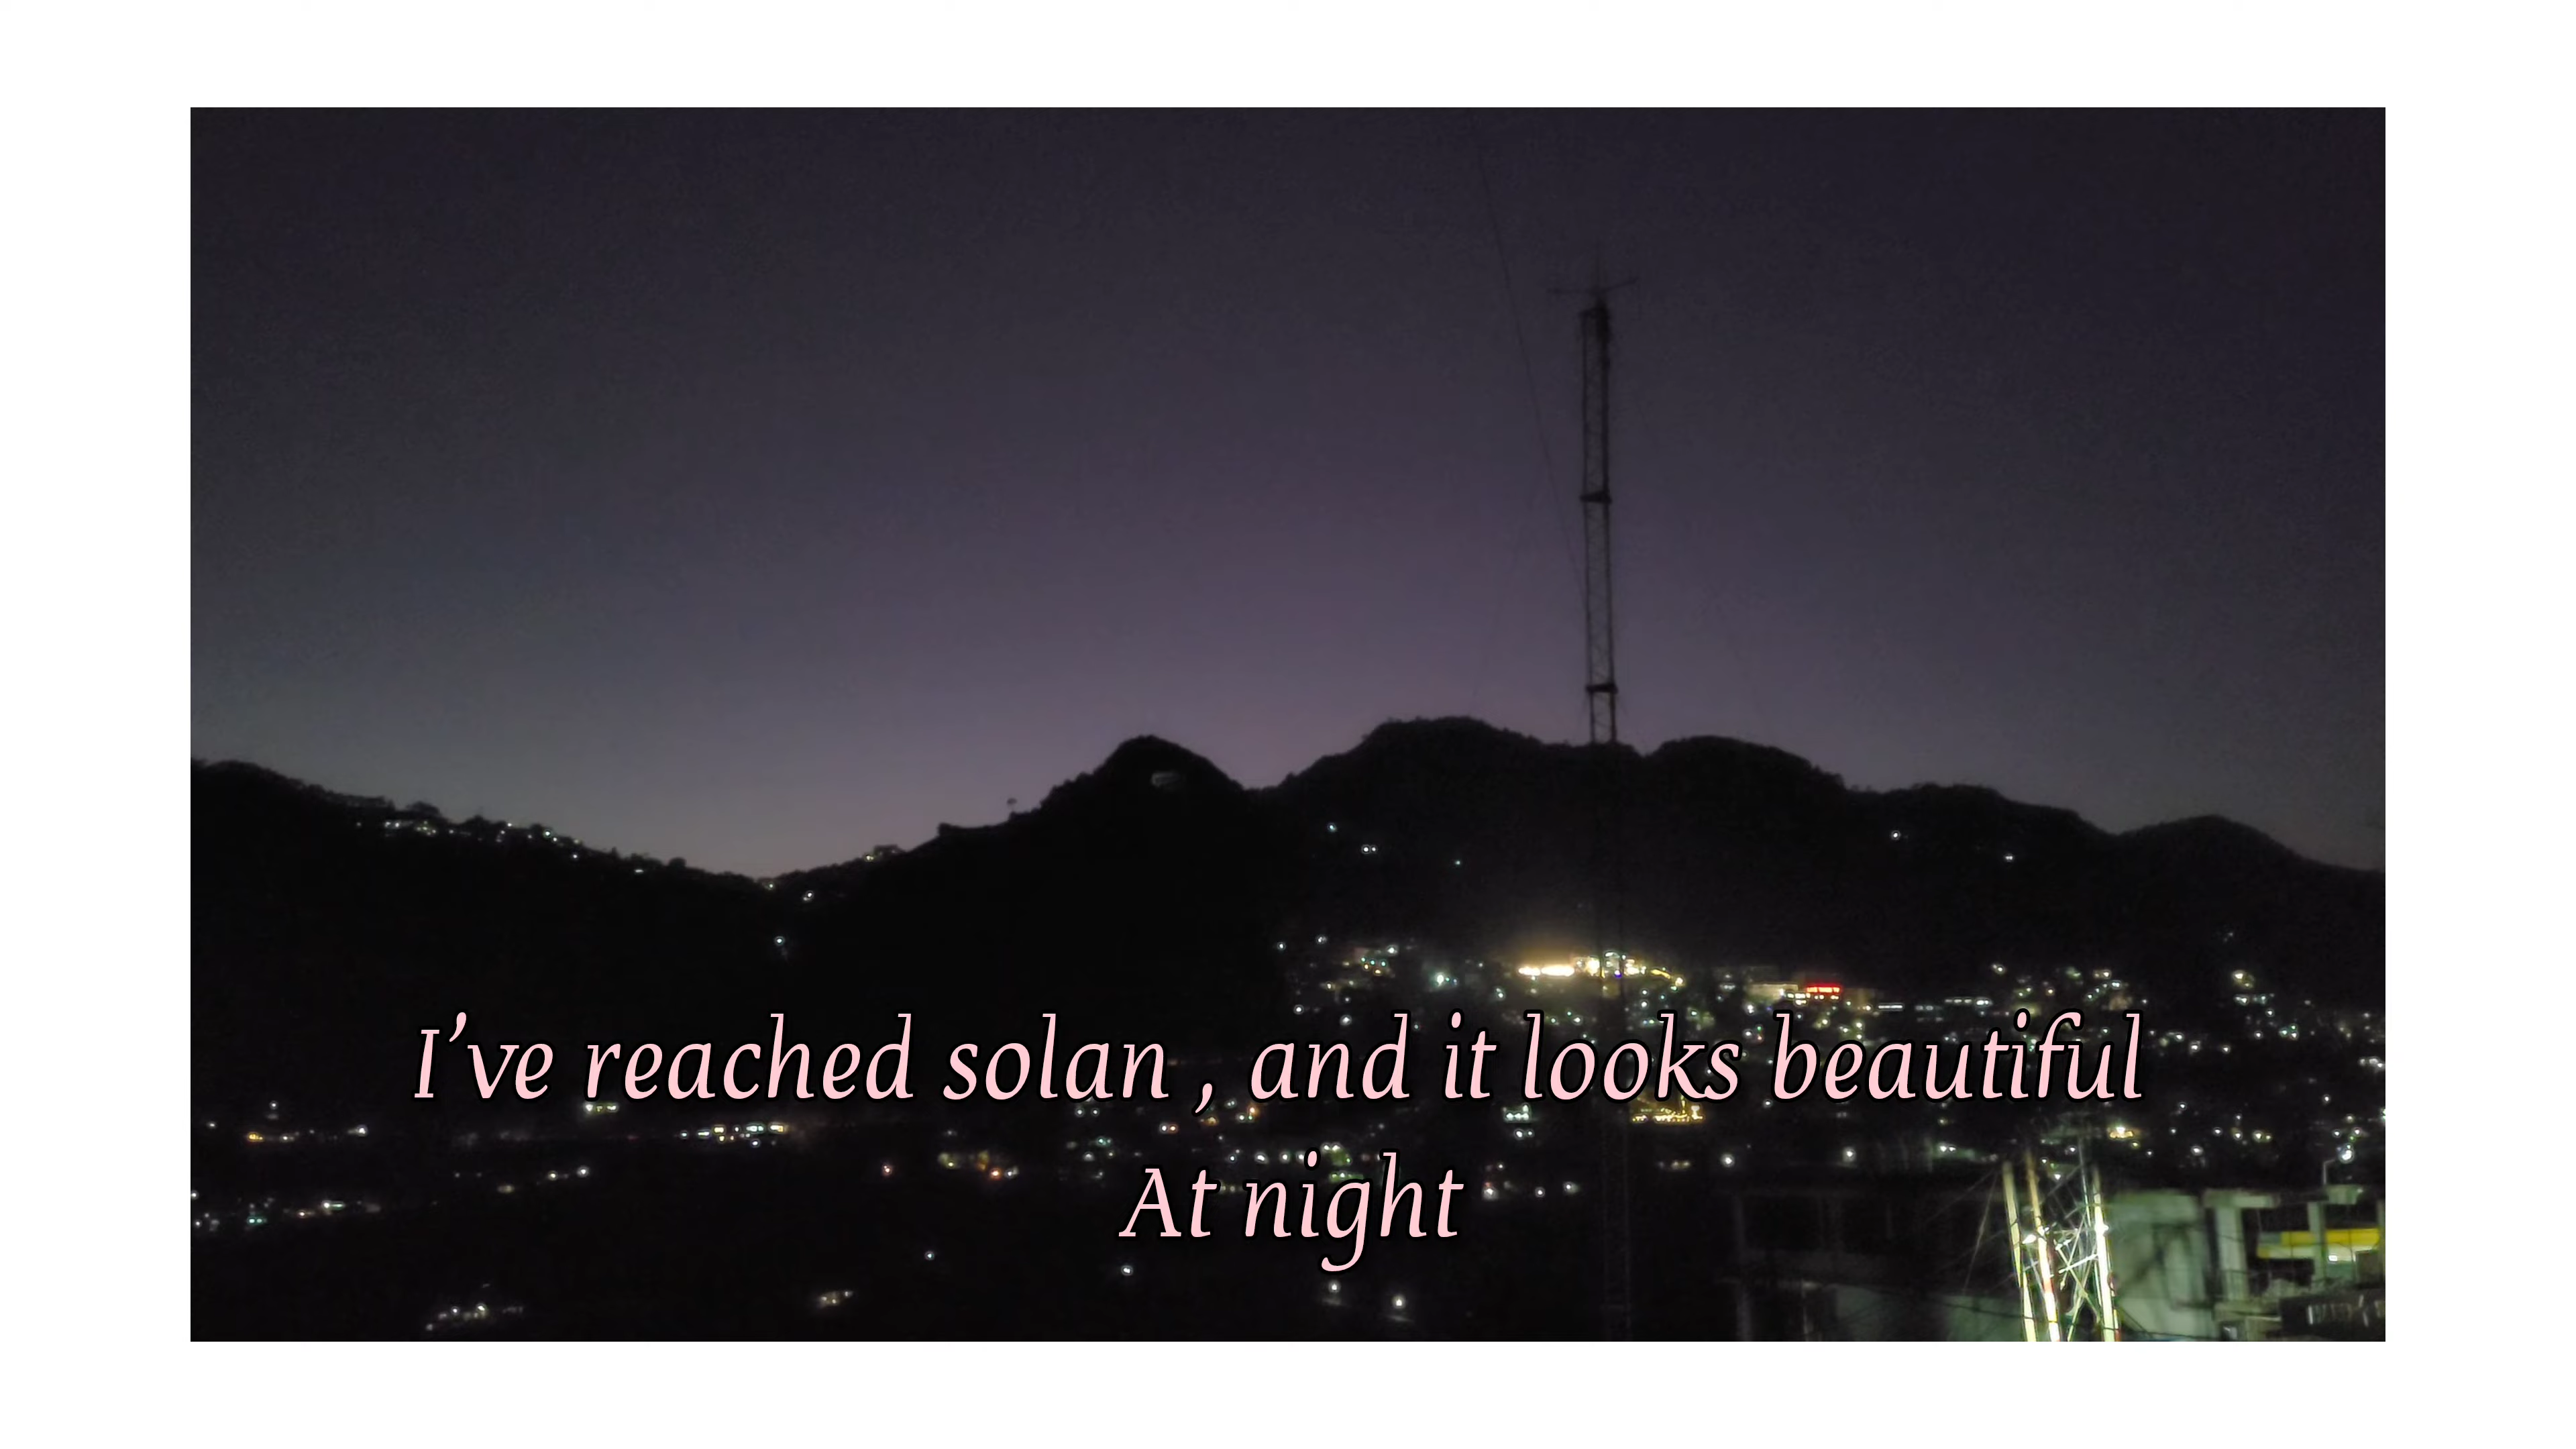 I’ve reached solan , and it looks beautiful
At night